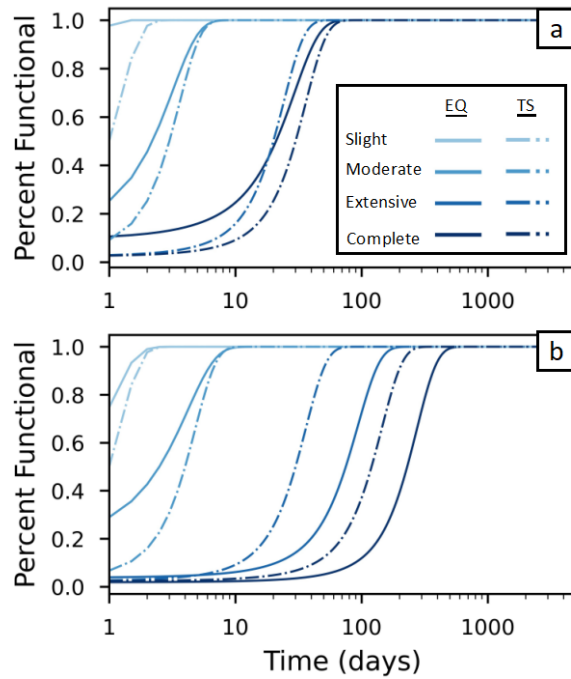 a
Percent Functional
1.0
0.8
0.6
0.4
0.2
0.0
EQ TS
Slight
Moderate
Extensive
Complete
1 10 100 1000
b
Percent Functional
1.0
0.8
0.6
0.4
0.2
0.0
1 10 100 1000
Time (days)